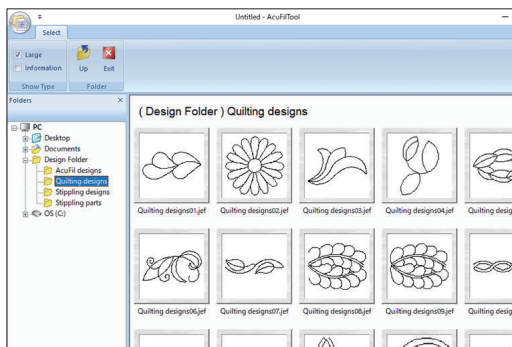 Untitled - AcuFilTool
Select
Large
Information
Up
Exit
Show Type
Folder
Folders
PC
Desktop
Documents
Design Folder
AcuFil designs
Quilting designs
Stippling designs
Stippling parts
OS (C:)
( Design Folder ) Quilting designs
Quilting designs01.jef
Quilting designs02.jef
Quilting designs03.jef
Quilting designs04.jef
Quilting desig
Quilting designs06.jef
Quilting designs07.jef
Quilting designs08.jef
Quilting designs09.jef
Quilting desig